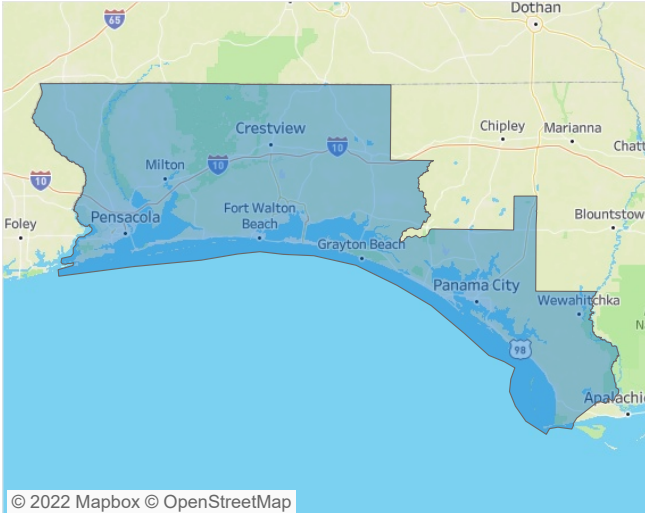 Dothan
65
Crestview
Chipley
Marianna
10
10
Chatt
Milton
10
Fort Walton
Beach
Pensacola
Blountstow
Foley
Grayton Beach
Panama City
Wewahitchka
N
98
Apalachic
© 2022 Mapbox © OpenStreetMap